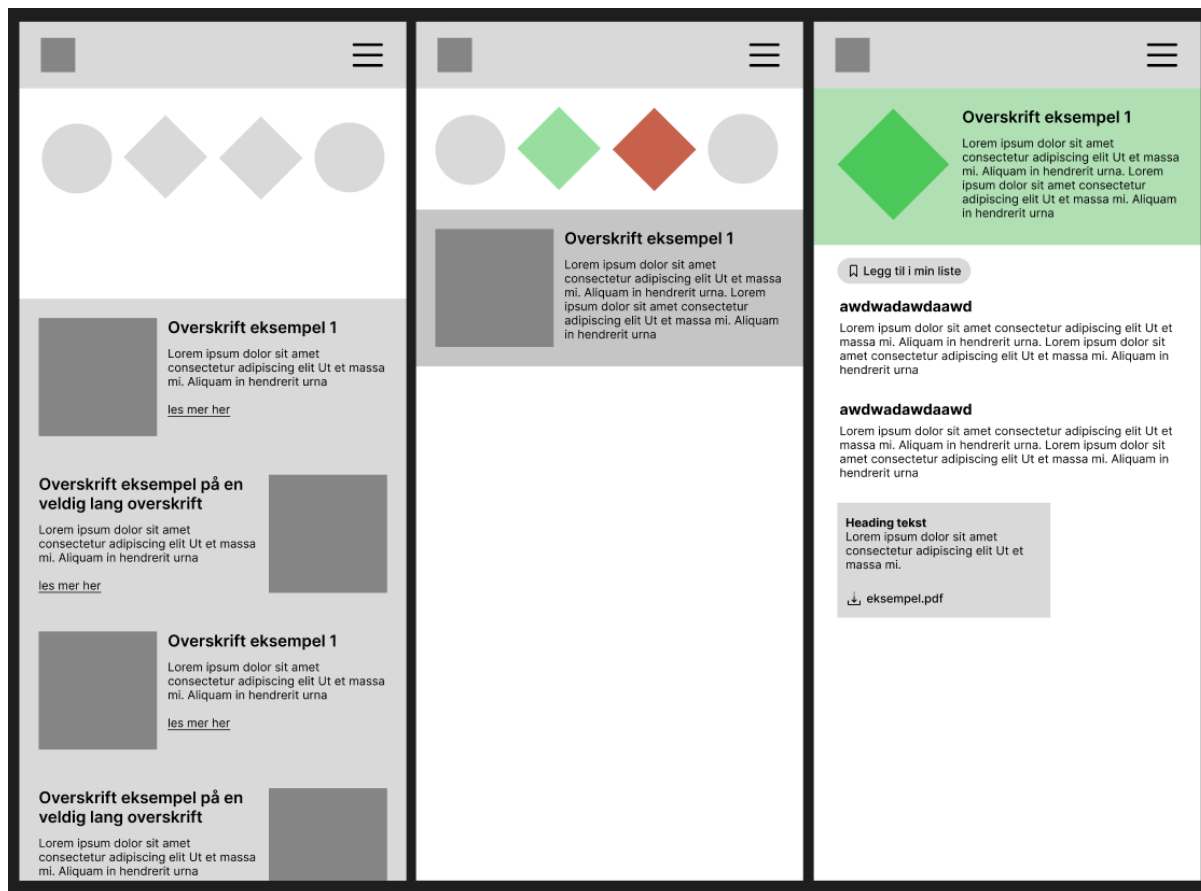 Overskrift eksempel 1
Lorem ipsum dolor sit amet
consectetur adipiscing elit Ut et massa
mi. Aliquam in hendrerit urna
les mer her
Overskrift eksempel på en
veldig lang overskrift
Lorem ipsum dolor sit amet
consectetur adipiscing elit Ut et massa
mi. Aliquam in hendrerit urna
les mer her
Overskrift eksempel 1
Lorem ipsum dolor sit amet
consectetur adipiscing elit Ut et massa
mi. Aliquam in hendrerit urna
les mer her
Overskrift eksempel på en
veldig lang overskrift
Lorem ipsum dolor sit amet
consectetur adipiscing elit Ut et massa
mi. Aliquam in hendrerit urna
Overskrift eksempel 1
Lorem ipsum dolor sit amet
consectetur adipiscing elit Ut et massa
mi. Aliquam in hendrerit urna. Lorem
ipsum dolor sit amet consectetur
adipiscing elit Ut et massa mi. Aliquam
in hendrerit urna
Overskrift eksempel 1
Lorem ipsum dolor sit amet
consectetur adipiscing elit Ut et massa
mi. Aliquam in hendrerit urna. Lorem
ipsum dolor sit amet consectetur
adipiscing elit Ut et massa mi. Aliquam
in hendrerit urna
Legg til i min liste
awdwadawdaawd
Lorem ipsum dolor sit amet consectetur adipiscing elit Ut et
massa mi. Aliquam in hendrerit urna. Lorem ipsum dolor sit
amet consectetur adipiscing elit Ut et massa mi. Aliquam in
hendrerit urna
awdwadawdaawd
Lorem ipsum dolor sit amet consectetur adipiscing elit Ut et
massa mi. Aliquam in hendrerit urna. Lorem ipsum dolor sit
amet consectetur adipiscing elit Ut et massa mi. Aliquam in
hendrerit urna
Heading tekst
Lorem ipsum dolor sit amet
consectetur adipiscing elit Ut et
massa mi.
eksempel.pdf